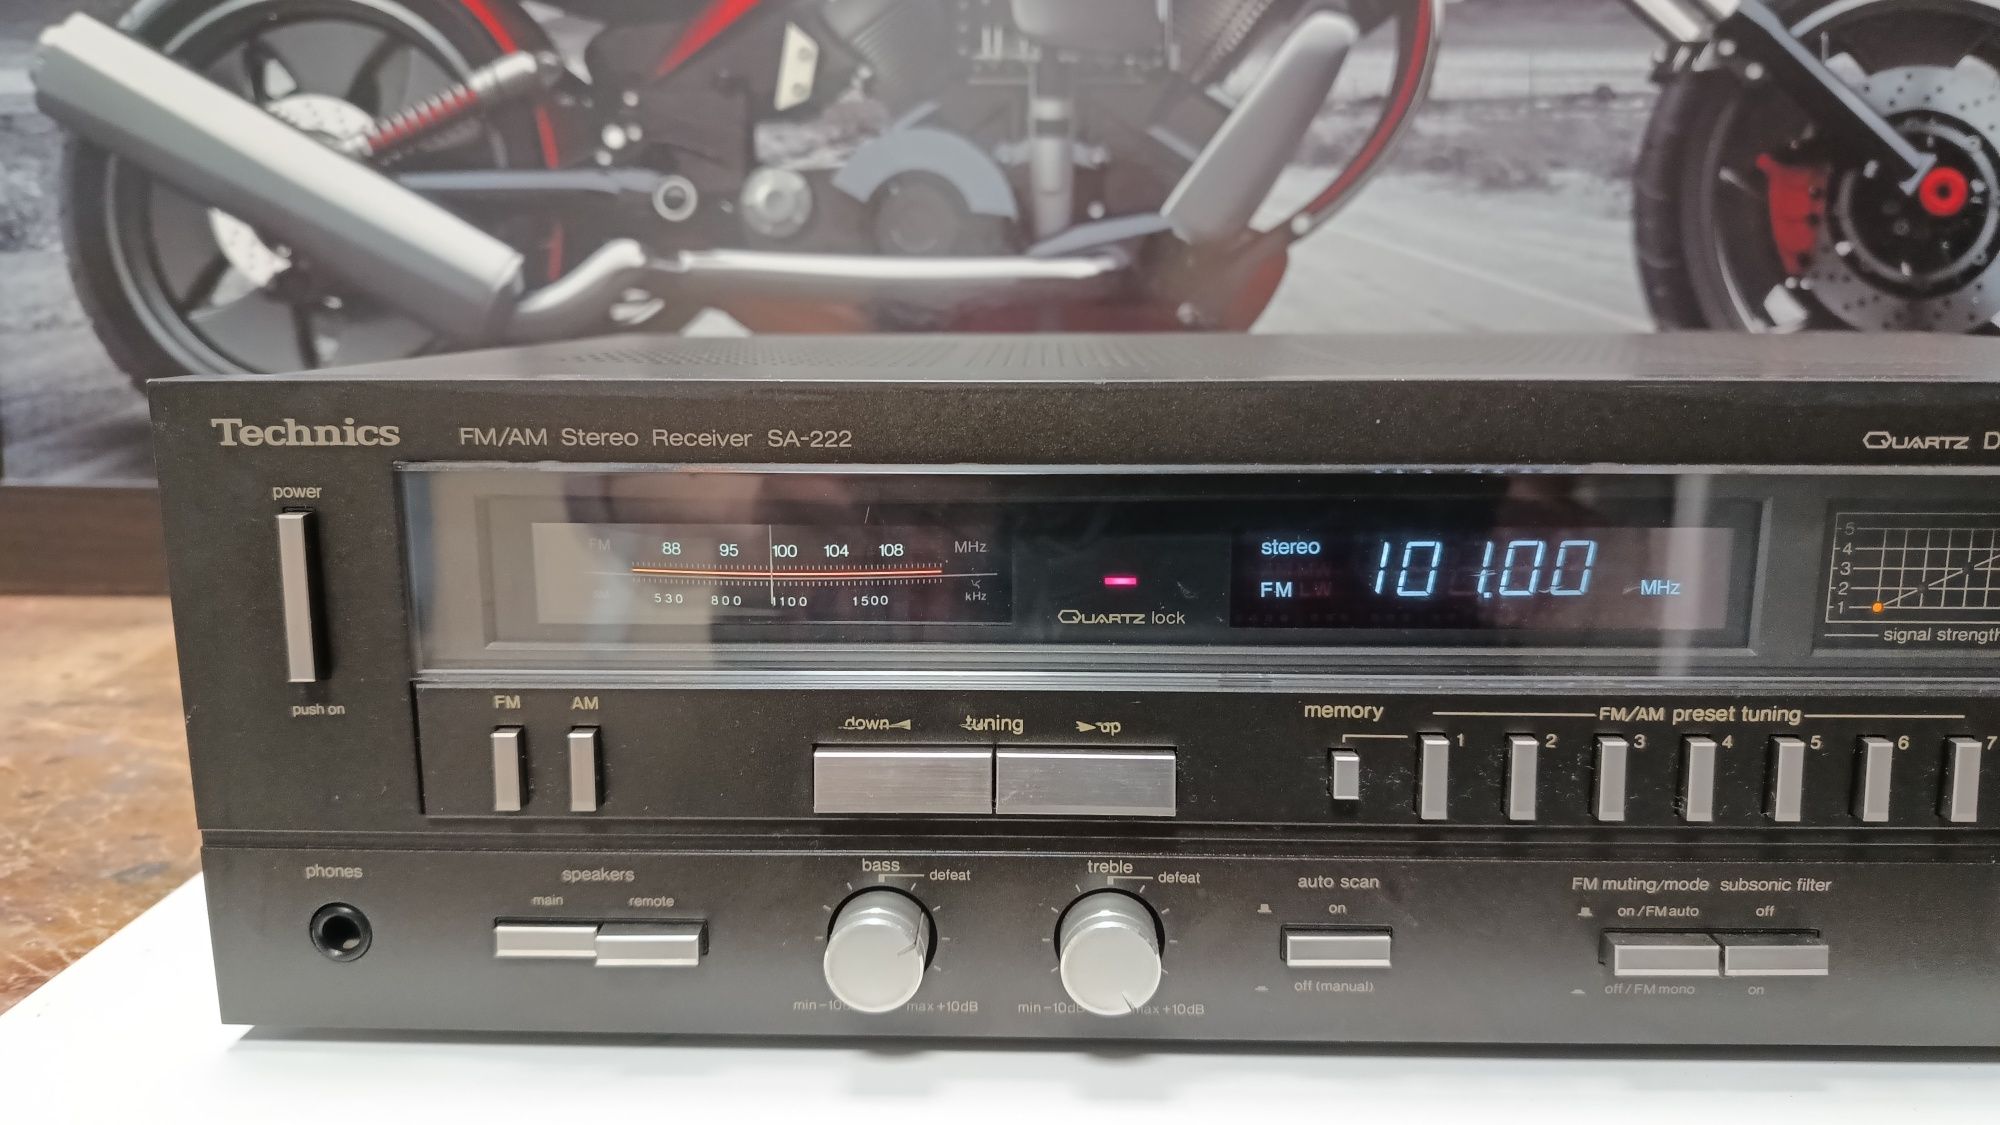 Technics FM/AM Stereo Receiver SA-222 QUARTZ D
power
push on
FM 88 95 100 104 108 MHz
530 800 1100 1500 kHz
QUARTZ lock
stereo
FM 101.00 MHz
5
4
3
2
1
signal strength
FM AM
down tuning up
memory FM/AM preset tuning
1 2 3 4 5 6 7
phones
speakers
main remote
bass defeat
min -10 max +10dB
treble defeat
min -10dB max +10dB
auto scan
on
off (manual)
FM muting/mode subsonic filter
on/FM auto off
off/FM mono on